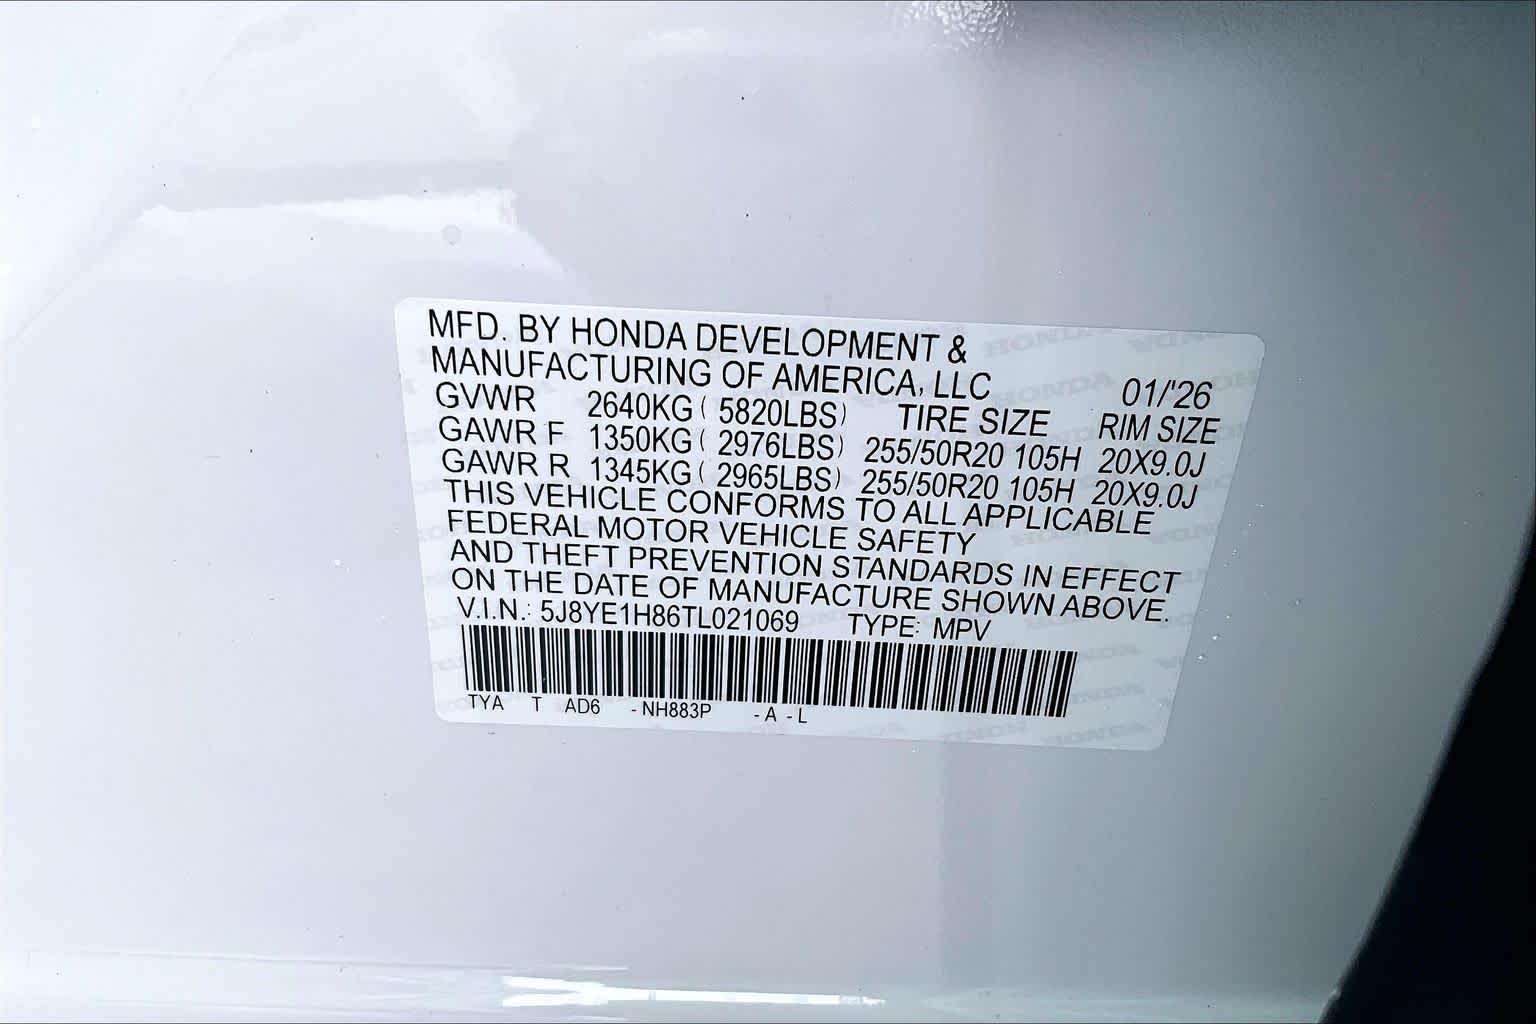 MFD. BY HONDA DEVELOPMENT &
MANUFACTURING OF AMERICA, LLC 01/'26
GVWR 2640KG ( 5820LBS) TIRE SIZE RIM SIZE
GAWR F 1350KG ( 2976LBS) 255/50R20 105H 20X9.0J
GAWR R 1345KG ( 2965LBS) 255/50R20 105H 20X9.0J
THIS VEHICLE CONFORMS TO ALL APPLICABLE
FEDERAL MOTOR VEHICLE SAFETY
AND THEFT PREVENTION STANDARDS IN EFFECT
ON THE DATE OF MANUFACTURE SHOWN ABOVE.
V.I.N.: 5J8YE1H86TL021069 TYPE: MPV
TYA T AD6 -NH883P -A -L